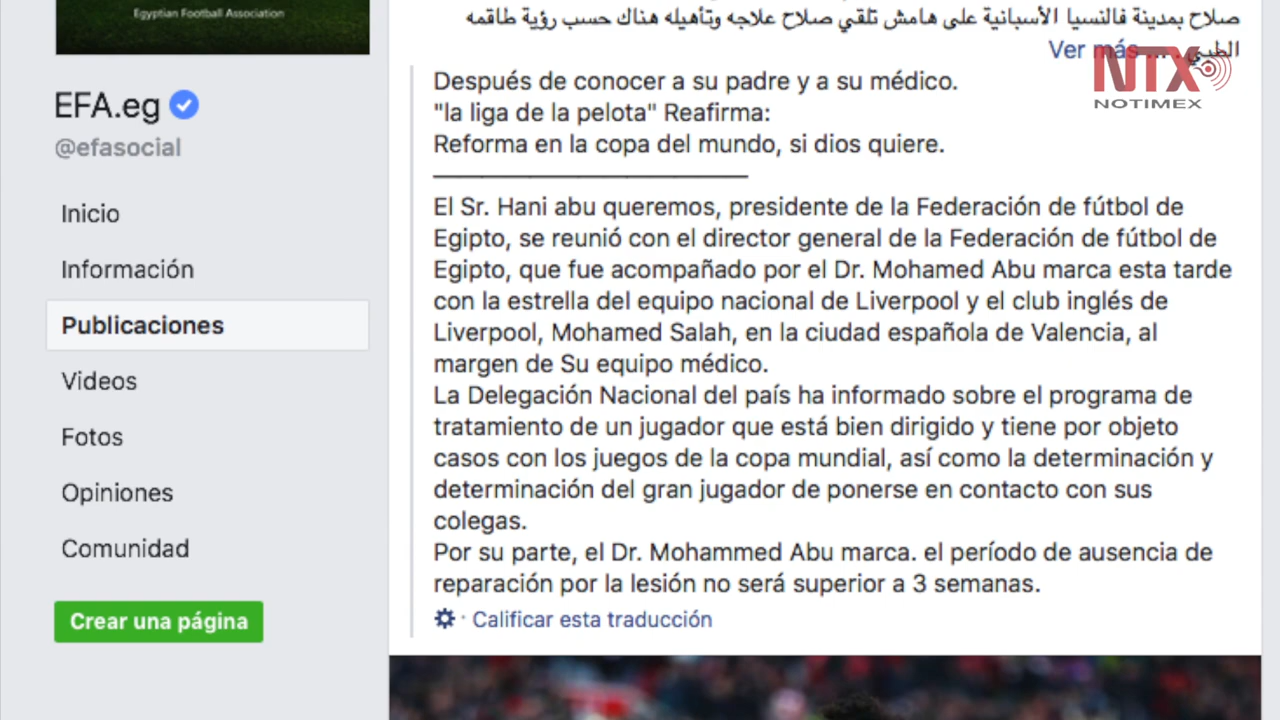 Egyptian Football Association
EFA.eg
@efasocial
Inicio
Información
Publicaciones
Videos
Fotos
Opiniones
Comunidad
Crear una página
صلاح بمدينة فالنسيا الأسبانية على هامش تلقي صلاح علاجه وتأهيله هناك حسب رؤية طاقمه
الطبي ... Ver más
NTX
NOTIMEX
Después de conocer a su padre y a su médico.
"la liga de la pelota" Reafirma:
Reforma en la copa del mundo, si dios quiere.
El Sr. Hani abu queremos, presidente de la Federación de fútbol de
Egipto, se reunió con el director general de la Federación de fútbol de
Egipto, que fue acompañado por el Dr. Mohamed Abu marca esta tarde
con la estrella del equipo nacional de Liverpool y el club inglés de
Liverpool, Mohamed Salah, en la ciudad española de Valencia, al
margen de Su equipo médico.
La Delegación Nacional del país ha informado sobre el programa de
tratamiento de un jugador que está bien dirigido y tiene por objeto
casos con los juegos de la copa mundial, así como la determinación y
determinación del gran jugador de ponerse en contacto con sus
colegas.
Por su parte, el Dr. Mohammed Abu marca. el período de ausencia de
reparación por la lesión no será superior a 3 semanas.
· Calificar esta traducción